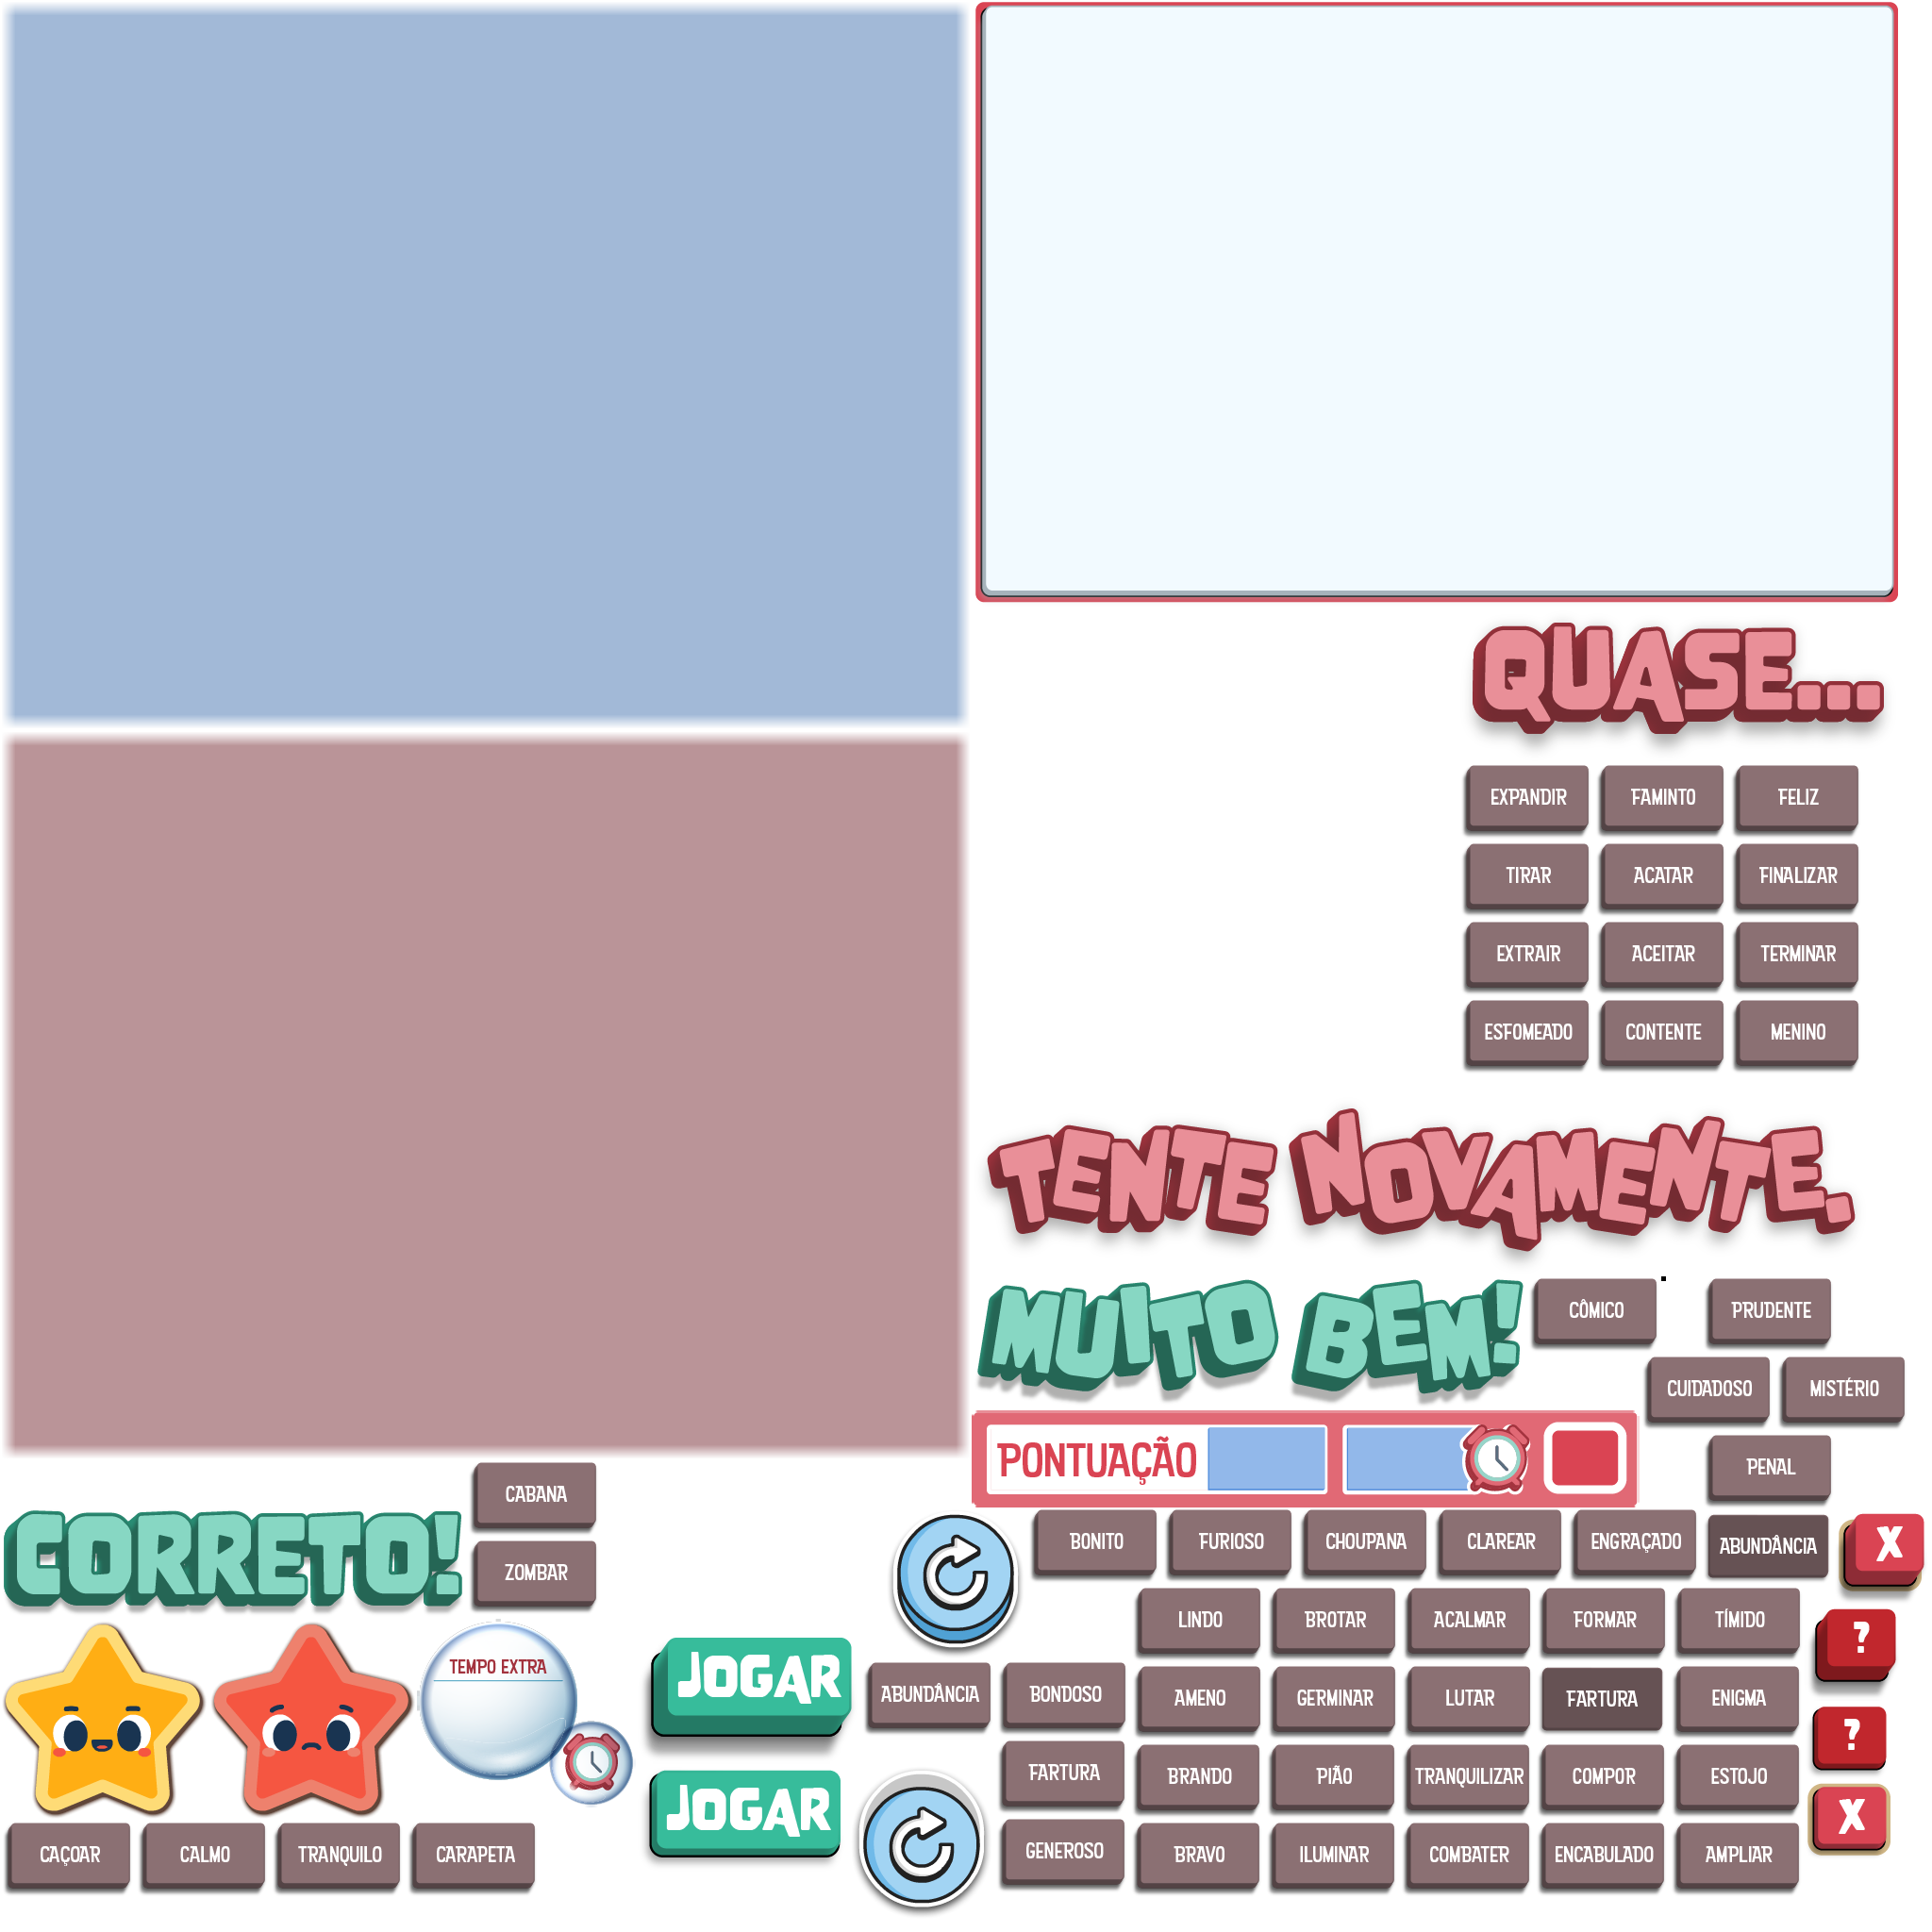 QUASE...
EXPANDIR FAMINTO FELIZ
TIRAR ACATAR FINALIZAR
EXTRAIR ACEITAR TERMINAR
ESFOMEADO CONTENTE MENINO
TENTE NOVAMENTE.
MUITO BEM!
CÔMICO PRUDENTE
CUIDADOSO MISTÉRIO
PONTUAÇÃO
PENAL
CABANA
CORRETO!
ZOMBAR
BONITO FURIOSO CHOUPANA CLAREAR ENGRAÇADO ABUNDÂNCIA X
LINDO BROTAR ACALMAR FORMAR TÍMIDO ?
TEMPO EXTRA
JOGAR
ABUNDÂNCIA BONDOSO AMENO GERMINAR LUTAR FARTURA ENIGMA
?
FARTURA BRANDO PIÃO TRANQUILIZAR COMPOR ESTOJO
JOGAR
X
CAÇOAR CALMO TRANQUILO CARAPETA
GENEROSO BRAVO ILUMINAR COMBATER ENCABULADO AMPLIAR